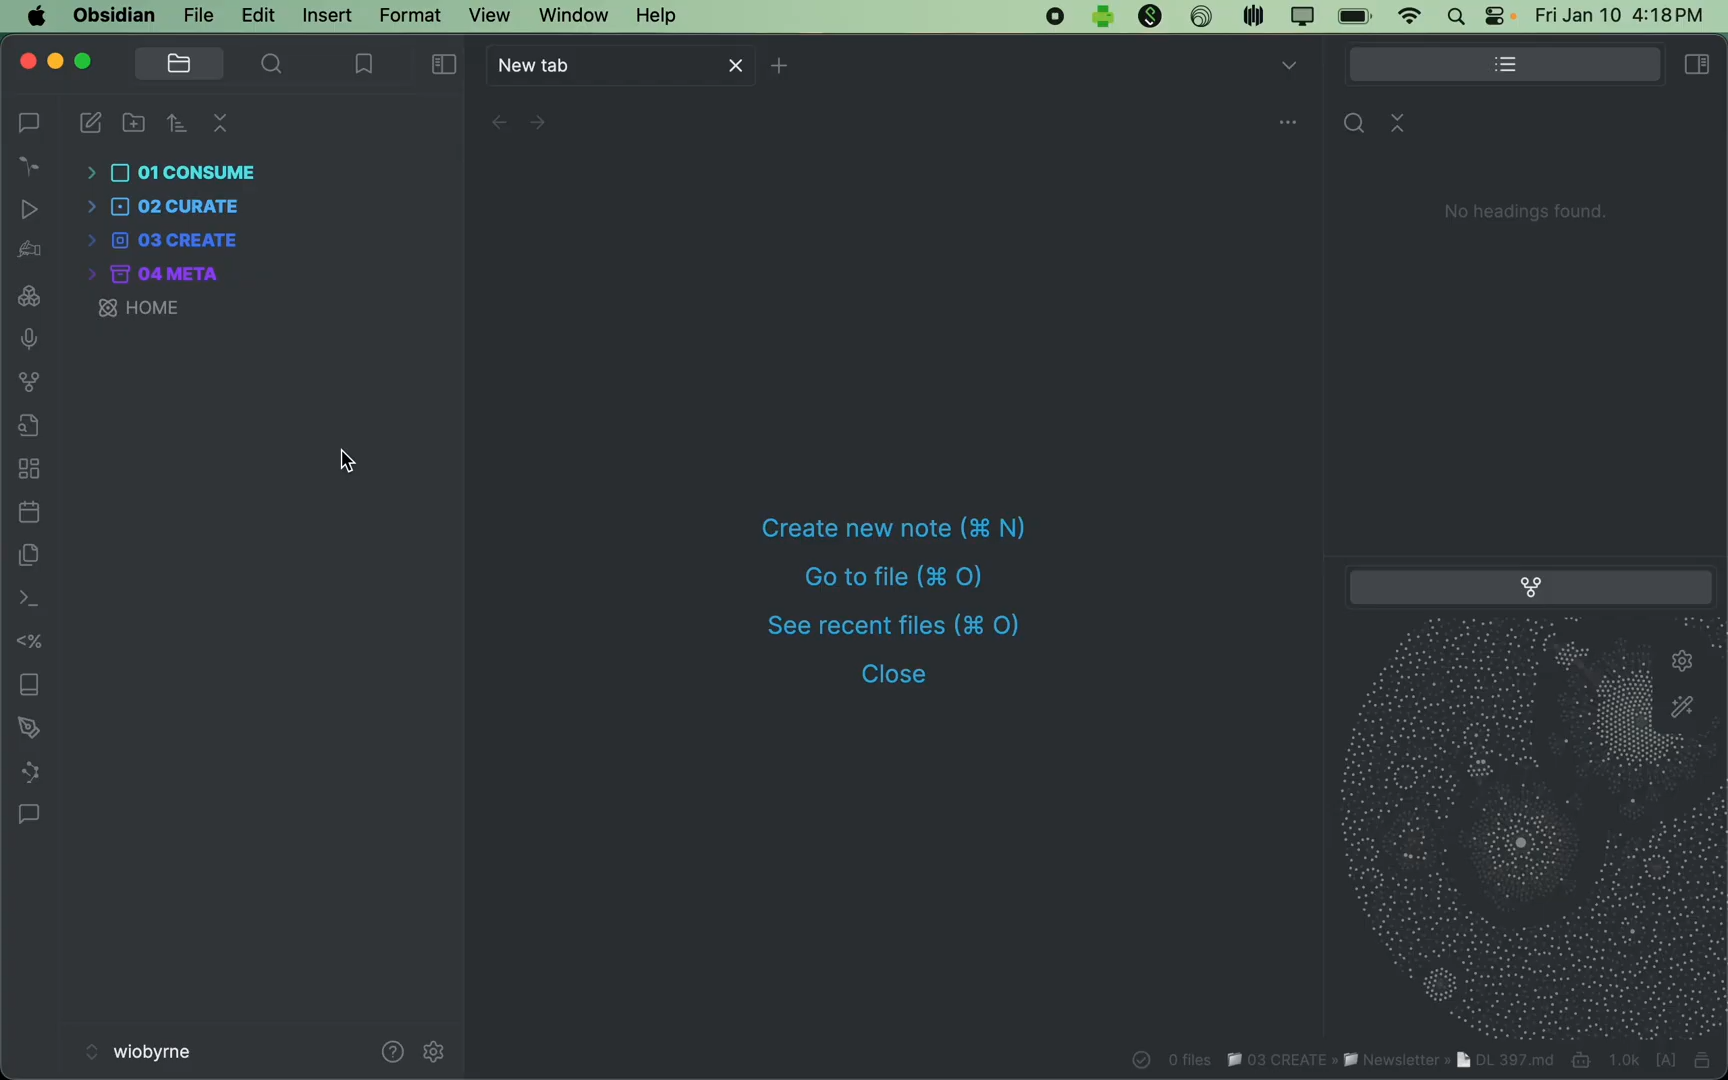 Obsidian File Edit Insert Format View Window Help Fri Jan 10 4:18 PM
New tab
01 CONSUME
02 CURATE
03 CREATE
04 META
HOME
No headings found.
Create new note (⌘ N)
Go to file (⌘ O)
See recent files (⌘ O)
Close
<%
wiobyrne
0 files 03 CREATE » Newsletter » DL 397.md 1.0k [A]